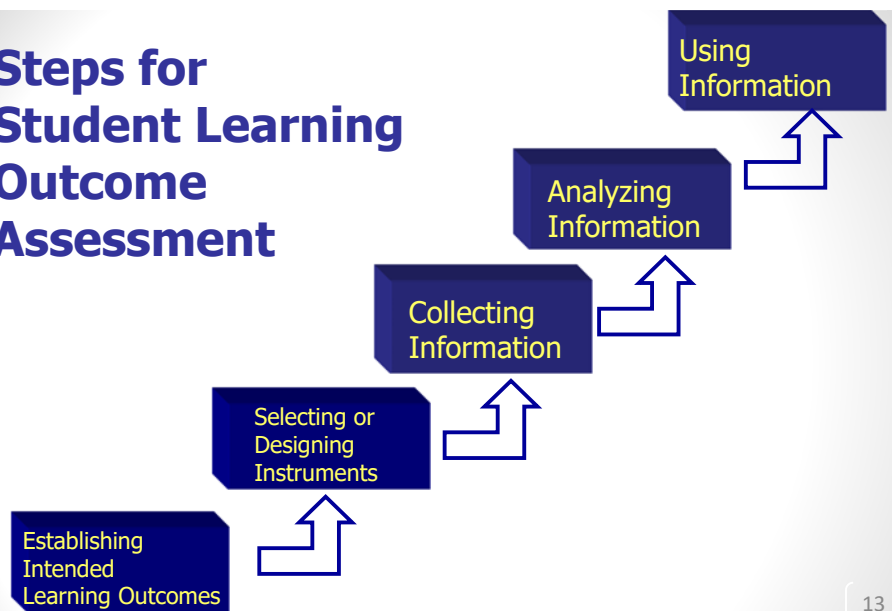 Steps for
Student Learning
Outcome
Assessment
Using
Information
Analyzing
Information
Collecting
Information
Selecting or
Designing
Instruments
Establishing
Intended
Learning Outcomes
13